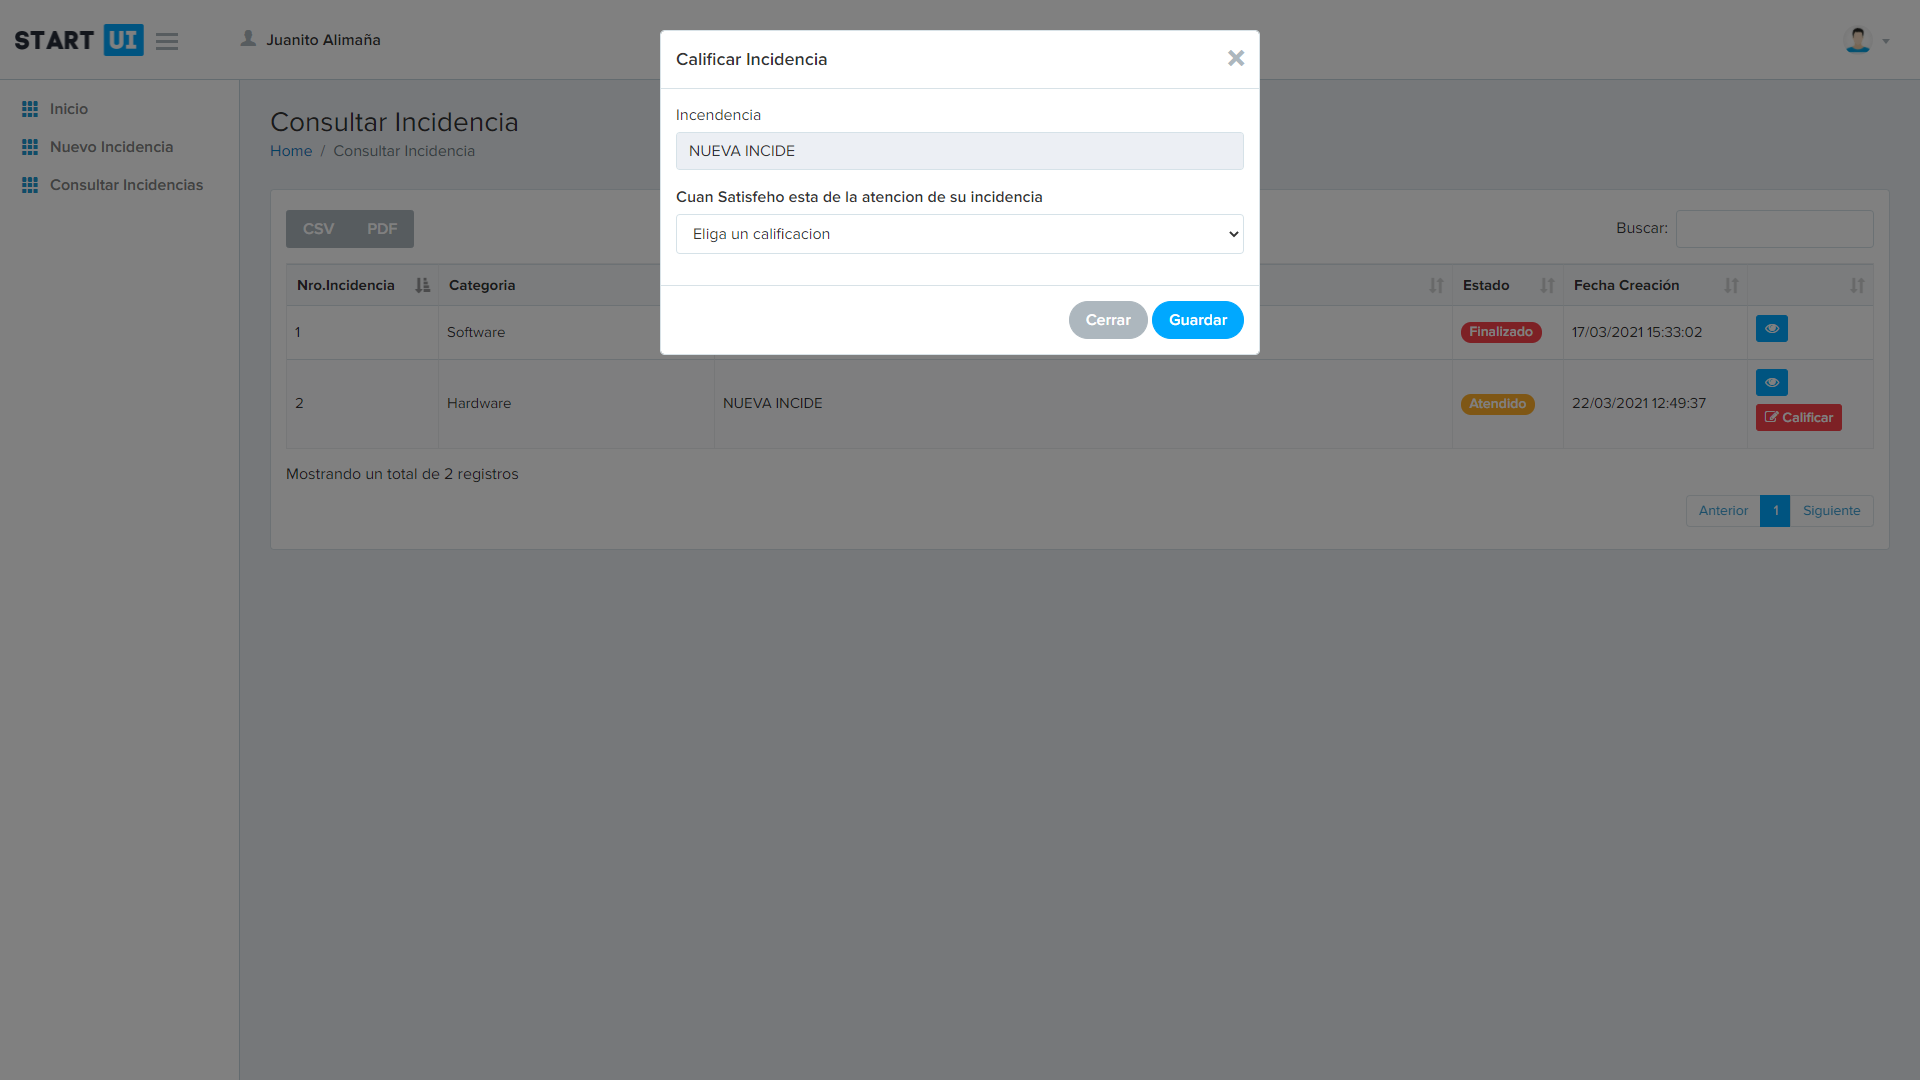 START UI
Juanito Alimaña
Inicio
Nuevo Incidencia
Consultar Incidencias
Consultar Incidencia
Home / Consultar Incidencia
Calificar Incidencia ×
Incendencia
NUEVA INCIDE
Cuan Satisfeho esta de la atencion de su incidencia
Eliga un calificacion
Cerrar Guardar
CSV PDF
Buscar:
Nro.Incidencia Categoria Estado Fecha Creación
1 Software Finalizado 17/03/2021 15:33:02
2 Hardware NUEVA INCIDE Atendido 22/03/2021 12:49:37
Calificar
Mostrando un total de 2 registros
Anterior 1 Siguiente